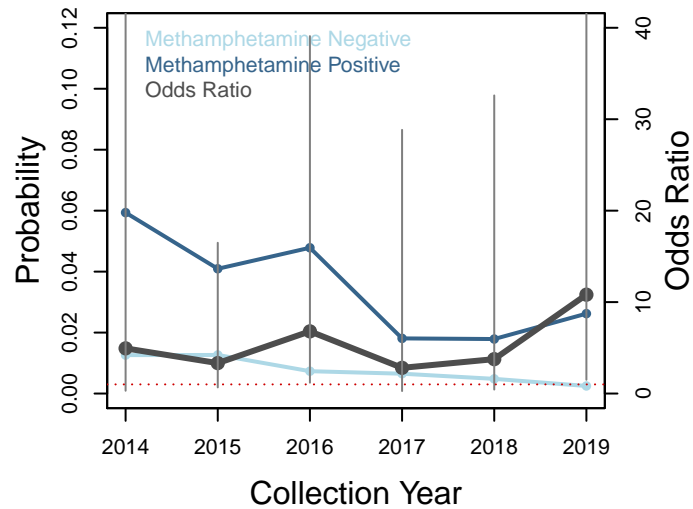 Methamphetamine Negative
Methamphetamine Positive
Odds Ratio
Probability
0.00
0.02
0.04
0.06
0.08
0.10
0.12
Odds Ratio
0
10
20
30
40
2014 2015 2016 2017 2018 2019
Collection Year